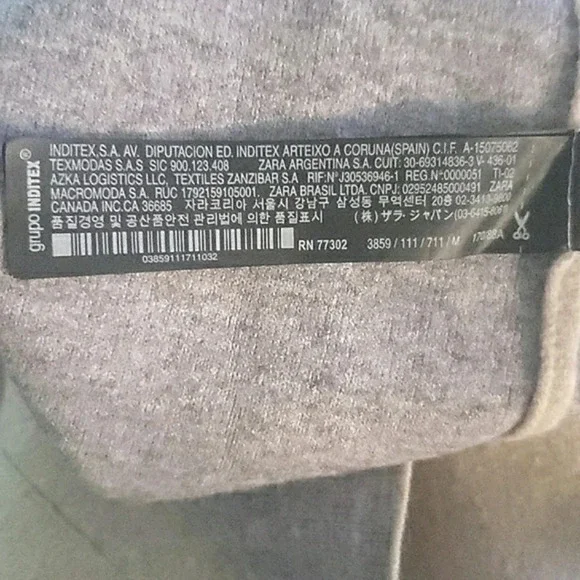 grupo INDITEX®
INDITEX,S.A. AV. DIPUTACION ED. INDITEX ARTEIXO A CORUNA(SPAIN) C.I.F. A-15075062
TEXMODAS S.A.S SIC 900.123.408 ZARA ARGENTINA S.A. CUIT: 30-69314836-3 V- 436-01
AZKA LOGISTICS LLC, TEXTILES ZANZIBAR S.A. RIF:N°J30536946-1 REG.N°0000051 TI-02
MACROMODA S.A. RUC 1792159105001. ZARA BRASIL LTDA. CNPJ: 02952485000491 ZARA
CANADA INC.CA 36685 자라코리아 서울시 강남구 삼성동 무역센터 20층
품질경영 및 공산품안전 관리법에 의한 품질표시 (株) ザラ・ジャパン
03859111711032
RN 77302
3859 / 111 / 711 / M
170/88A